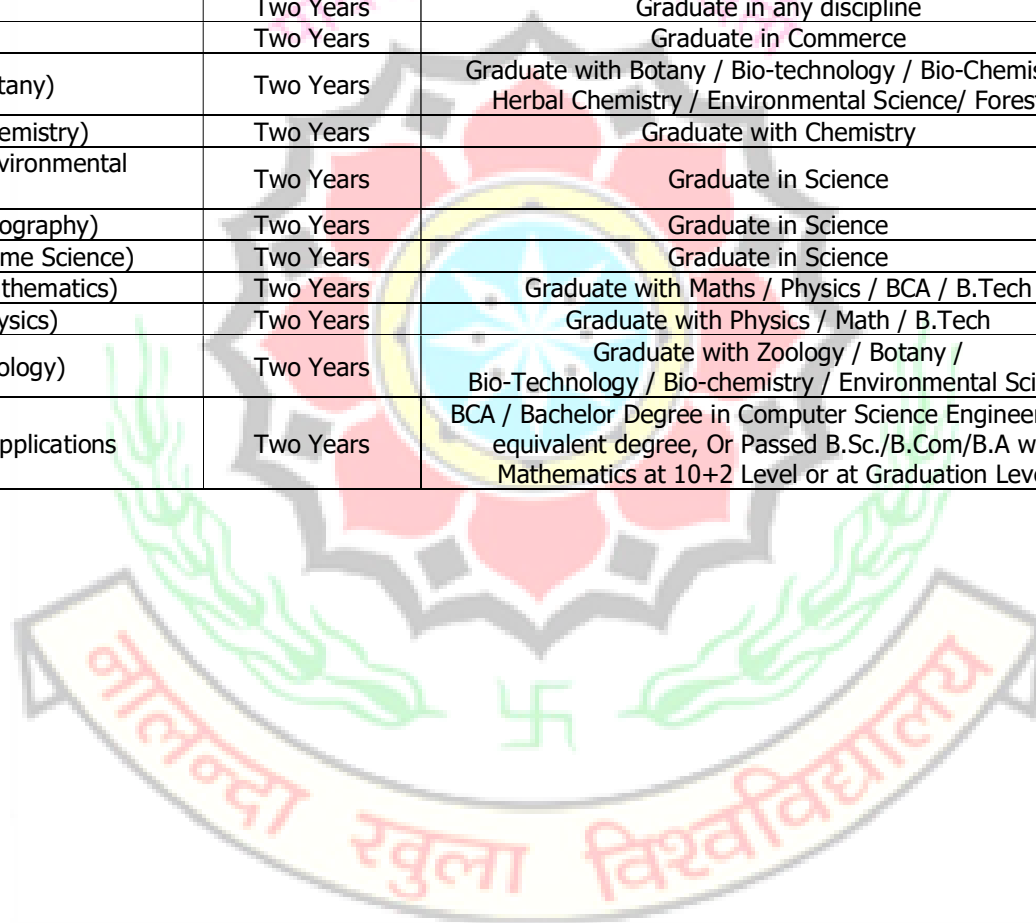 Two Years Graduate in any discipline
Two Years Graduate in Commerce
Graduate with Botany / Bio-technology / Bio-Chemis
tany) Two Years
Herbal Chemistry / Environmental Science/ Fores
emistry) Two Years Graduate with Chemistry
vironmental
Two Years Graduate in Science
ography) Two Years Graduate in Science
me Science) Two Years Graduate in Science
thematics) Two Years Graduate with Maths / Physics / BCA / B.Tech
ysics) Two Years Graduate with Physics / Math / B.Tech
Graduate with Zoology / Botany /
ology) Two Years
Bio-Technology / Bio-chemistry / Environmental Sci
BCA / Bachelor Degree in Computer Science Enginee
pplications Two Years equivalent degree, Or Passed B.Sc./B.Com/B.A w
Mathematics at 10+2 Level or at Graduation Lev
नालन्दा खुला विश्वविद्यालय